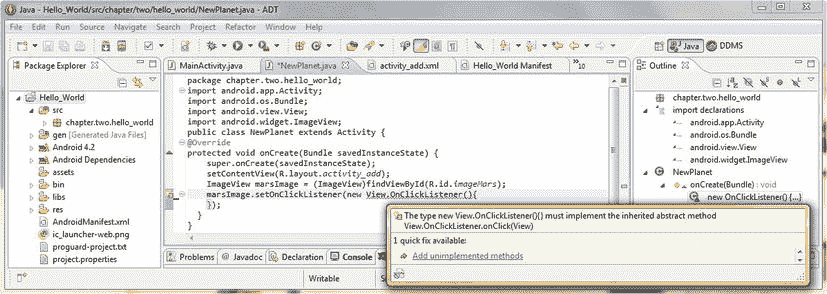 Java - Hello_World/src/chapter/two/hello_world/NewPlanet.java - ADT
File Edit Run Source Navigate Search Project Refactor Window Help
Java DDMS
Package Explorer
Hello_World
src
chapter.two.hello_world
gen [Generated Java Files]
Android 4.2
Android Dependencies
assets
bin
libs
res
AndroidManifest.xml
ic_launcher-web.png
proguard-project.txt
project.properties
MainActivity.java *NewPlanet.java activity_add.xml Hello_World Manifest »10
package chapter.two.hello_world;
import android.app.Activity;
import android.os.Bundle;
import android.view.View;
import android.widget.ImageView;
public class NewPlanet extends Activity {
@Override
protected void onCreate(Bundle savedInstanceState) {
super.onCreate(savedInstanceState);
setContentView(R.layout.activity_add);
ImageView marsImage = (ImageView)findViewById(R.id.imageMars);
marsImage.setOnClickListener(new View.OnClickListener(){
});
}
}
Problems @ Javadoc Declaration Console
Writable
Outline
chapter.two.hello_world
import declarations
android.app.Activity
android.os.Bundle
android.view.View
android.widget.ImageView
NewPlanet
onCreate(Bundle) : void
new OnClickListener() {...}
The type new View.OnClickListener(){} must implement the inherited abstract method
View.OnClickListener.onClick(View)
1 quick fix available:
Add unimplemented methods